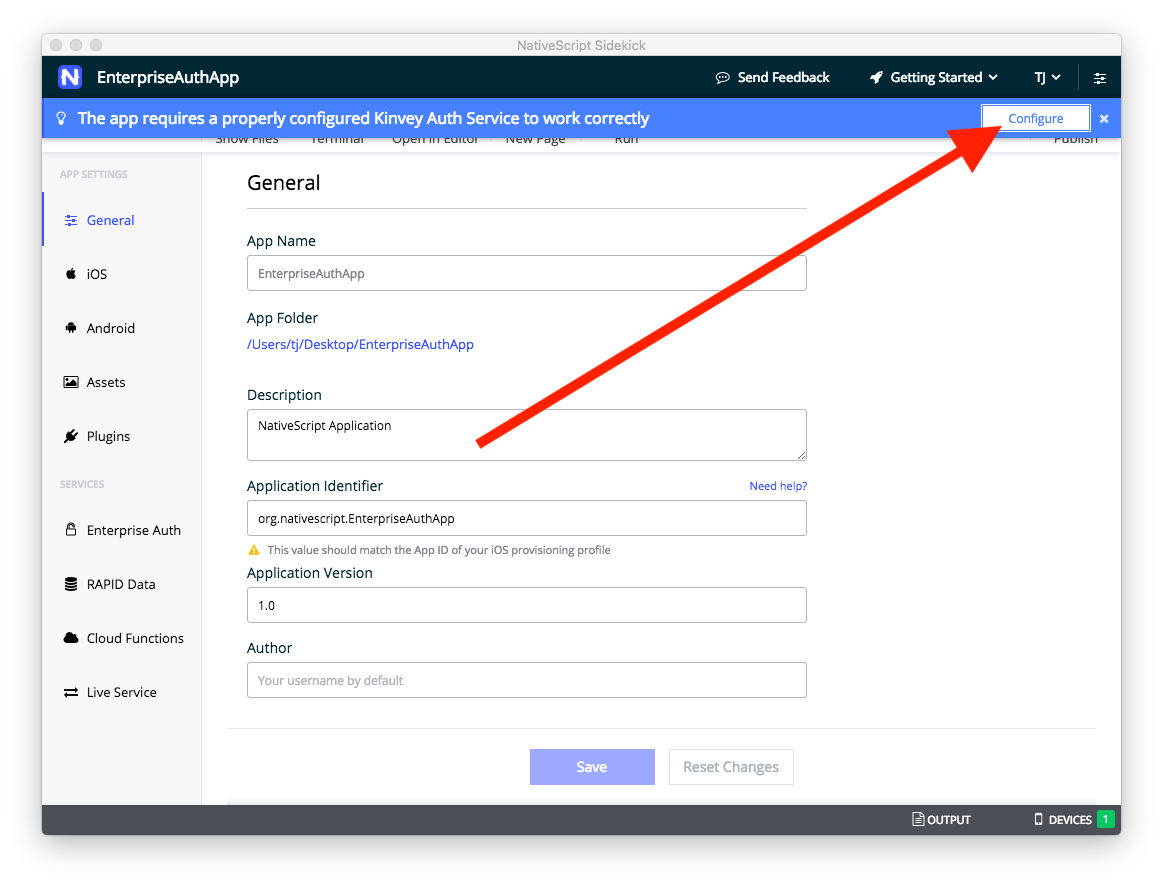 NativeScript Sidekick
N EnterpriseAuthApp Send Feedback Getting Started TJ
The app requires a properly configured Kinvey Auth Service to work correctly Configure ×
Show Files Terminal Open in Editor New Page Run Publish
APP SETTINGS
General
iOS
Android
Assets
Plugins
SERVICES
Enterprise Auth
RAPID Data
Cloud Functions
Live Service
General
App Name
EnterpriseAuthApp
App Folder
/Users/tj/Desktop/EnterpriseAuthApp
Description
NativeScript Application
Application Identifier Need help?
org.nativescript.EnterpriseAuthApp
This value should match the App ID of your iOS provisioning profile
Application Version
1.0
Author
Your username by default
Save Reset Changes
OUTPUT DEVICES 1